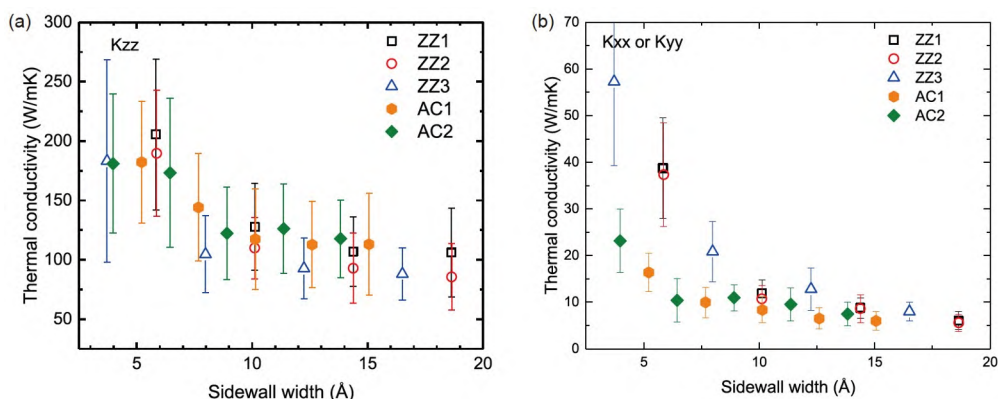 (a)
Kzz
ZZ1
ZZ2
ZZ3
AC1
AC2
Thermal conductivity (W/mK)
300
250
200
150
100
50
5
10
15
20
Sidewall width (Å)
(b)
Kxx or Kyy
ZZ1
ZZ2
ZZ3
AC1
AC2
Thermal conductivity (W/mK)
70
60
50
40
30
20
10
0
5
10
15
20
Sidewall width (Å)